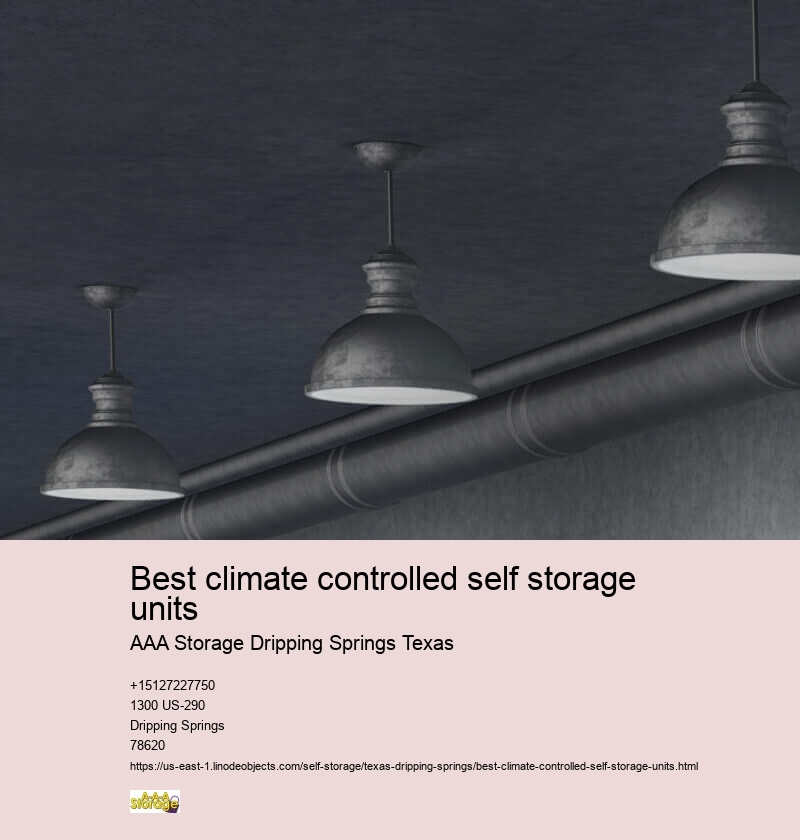 Best climate controlled self storage
units
AAA Storage Dripping Springs Texas
+15127227750
1300 US-290
Dripping Springs
78620
https://us-east-1.linodeobjects.com/self-storage/texas-dripping-springs/best-climate-controlled-self-storage-units.html
A-A-A
Storage